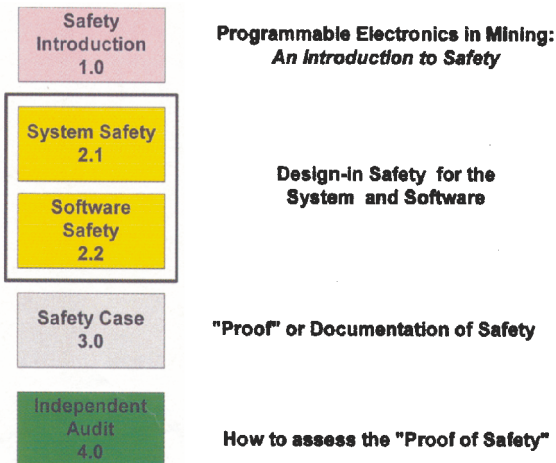 Safety
Introduction
1.0
Programmable Electronics in Mining:
An Introduction to Safety
System Safety
2.1
Software
Safety
2.2
Design-in Safety for the
System and Software
Safety Case
3.0
"Proof" or Documentation of Safety
Independent
Audit
4.0
How to assess the "Proof of Safety"